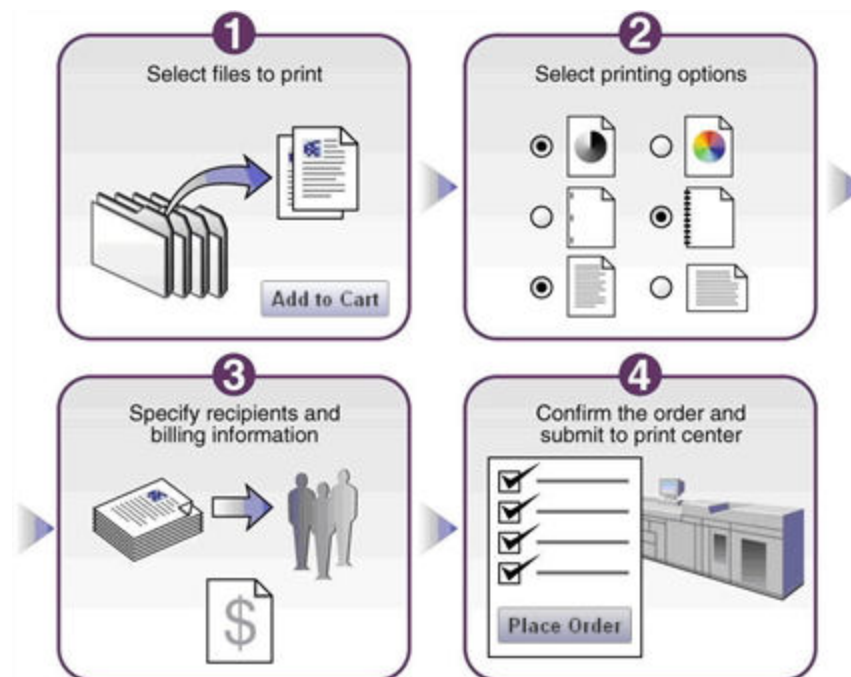 1
Select files to print
Add to Cart
2
Select printing options
3
Specify recipients and
billing information
$
4
Confirm the order and
submit to print center
Place Order